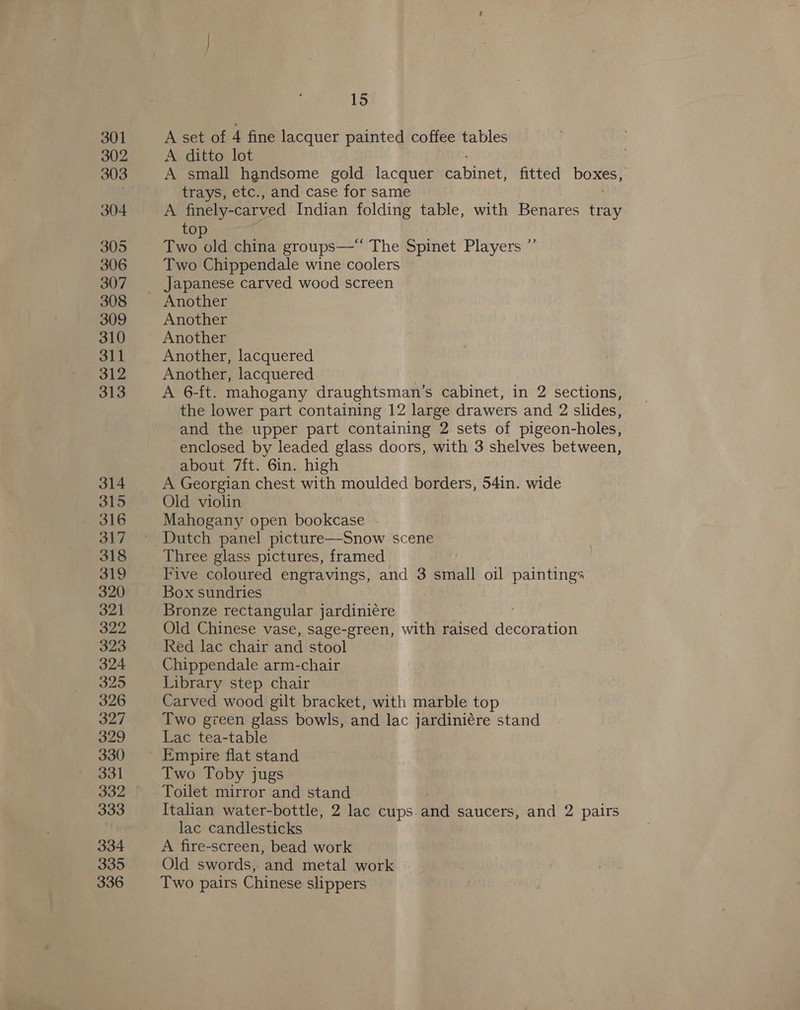 15
301 A set of 4 fine lacquer painted coffee tables
302 A ditto lot
303 A small handsome gold lacquer cabinet, fitted boxes,
trays, etc., and case for same
304 A finely-carved Indian folding table, with Benares tray
top
305 Two old china groups—“ The Spinet Players ”
306 Two Chippendale wine coolers
307 Japanese carved wood screen
308 Another
309 Another
310 Another
311 Another, lacquered
312 Another, lacquered
313 A 6-ft. mahogany draughtsman’s cabinet, in 2 sections,
the lower part containing 12 large drawers and 2 slides,
and the upper part containing 2 sets of pigeon-holes,
enclosed by leaded glass doors, with 3 shelves between,
about 7ft. 6in. high
314 A Georgian chest with moulded borders, 54in. wide
315 Old violin
316 Mahogany open bookcase
317 Dutch panel picture—Snow scene
318 Three glass pictures, framed
319 Five coloured engravings, and 3 small oil paintings
320 Box sundries
321 Bronze rectangular jardinière
322 Old Chinese vase, sage-green, with raised decoration
323 Red lac chair and stool
324 Chippendale arm-chair
325 Library step chair
326 Carved wood gilt bracket, with marble top
327 Two green glass bowls, and lac jardinière stand
329 Lac tea-table
330 Empire flat stand
331 Two Toby jugs
332 Toilet mirror and stand
333 Italian water-bottle, 2 lac cups and saucers, and 2 pairs
lac candlesticks
334 A fire-screen, bead work
335 Old swords, and metal work
336 Two pairs Chinese slippers